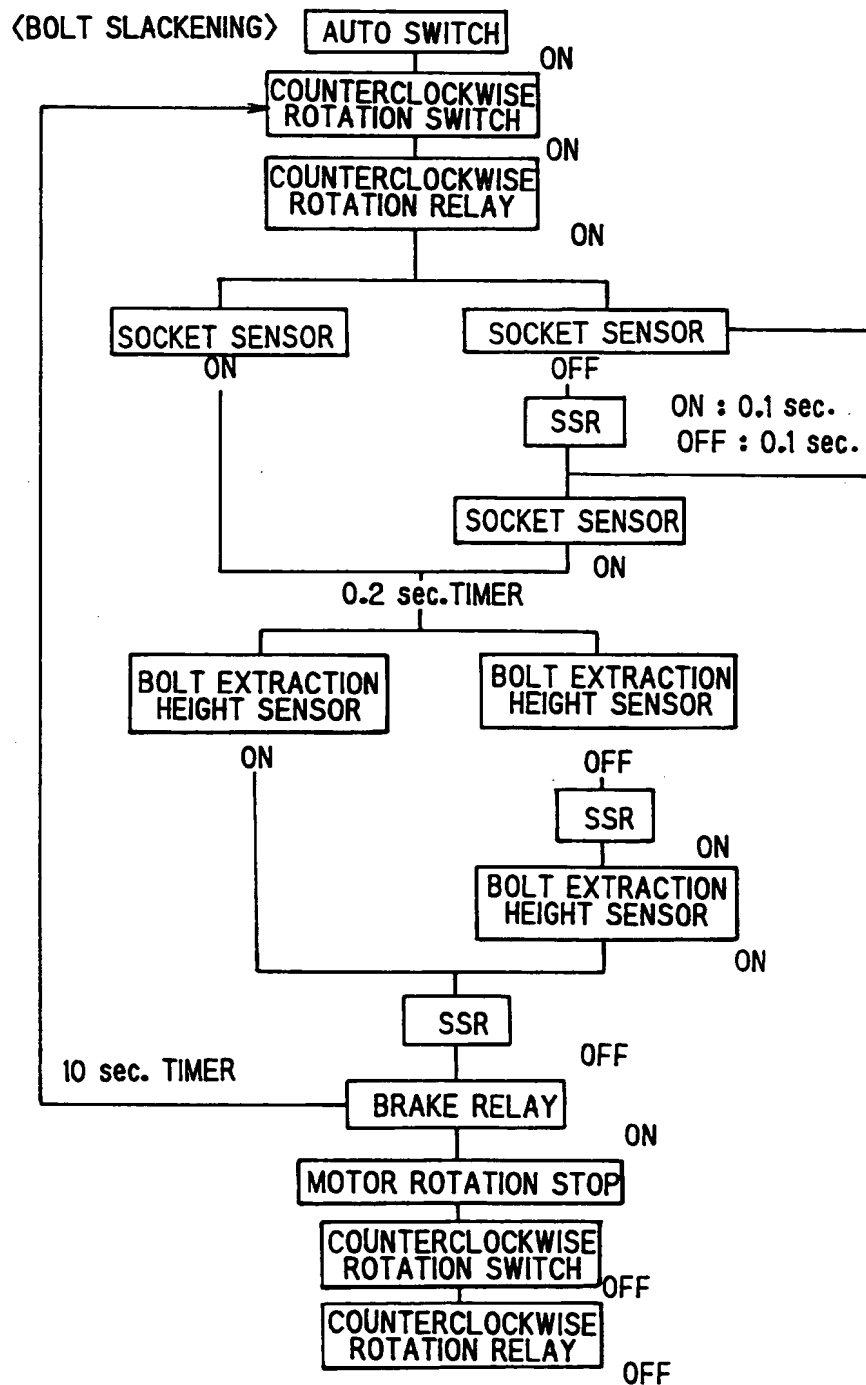 〈BOLT SLACKENING〉
AUTO SWITCH
ON
COUNTERCLOCKWISE
ROTATION SWITCH
ON
COUNTERCLOCKWISE
ROTATION RELAY
ON
SOCKET SENSOR
ON
SOCKET SENSOR
OFF
SSR
ON : 0.1 sec.
OFF : 0.1 sec.
SOCKET SENSOR
ON
0.2 sec. TIMER
BOLT EXTRACTION
HEIGHT SENSOR
ON
BOLT EXTRACTION
HEIGHT SENSOR
OFF
SSR
ON
BOLT EXTRACTION
HEIGHT SENSOR
ON
SSR
OFF
10 sec. TIMER
BRAKE RELAY
ON
MOTOR ROTATION STOP
COUNTERCLOCKWISE
ROTATION SWITCH
OFF
COUNTERCLOCKWISE
ROTATION RELAY
OFF